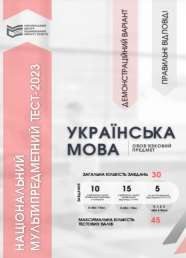 НАЦІОНАЛЬНИЙ
МУЛЬТИПРЕДМЕТНИЙ ТЕСТ-2023
ДЕМОНСТРАЦІЙНИЙ ВАРІАНТ
ПРАВИЛЬНІ ВІДПОВІДІ
УКРАЇНСЬКА
МОВА
ОБОВ'ЯЗКОВИЙ
ПРЕДМЕТ
ЗАГАЛЬНА КІЛЬКІСТЬ ЗАВДАНЬ 30
10
15
5
МАКСИМАЛЬНА КІЛЬКІСТЬ
ТЕСТОВИХ БАЛІВ
45